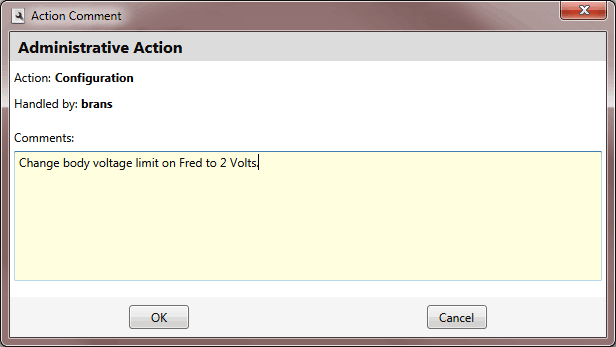 Action Comment
Administrative Action
Action: Configuration
Handled by: brans
Comments:
Change body voltage limit on Fred to 2 Volts.
OK
Cancel